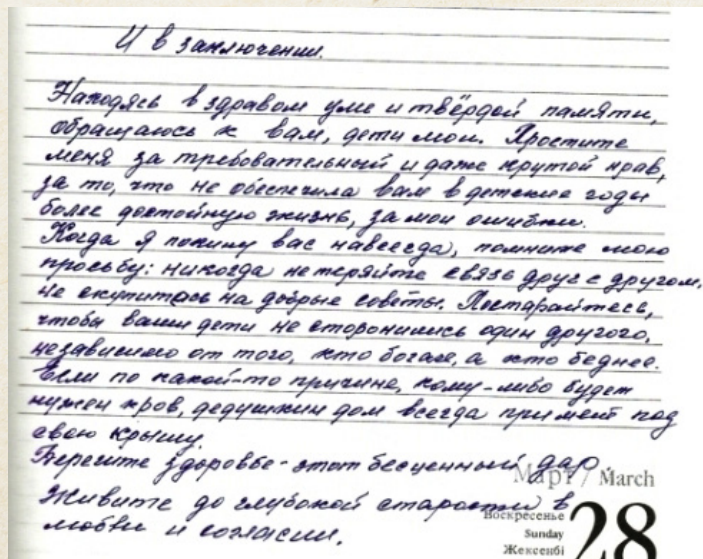 И в заключении.
Находясь в здравом уме и твёрдой памяти,
обращаюсь к вам, дети мои. Простите
меня за требовательный и даже крутой нрав,
за то, что не обеспечила вам в детские годы
более достойную жизнь, за мои ошибки.
Когда я покину вас навсегда, помните мою
просьбу: никогда не теряйте связь друг с другом,
не скупитесь на добрые советы. Постарайтесь,
чтобы ваши дети не сторонились один другого,
независимо от того, кто богаче, а кто беднее.
Если по какой-то причине, кому-либо будет
нужен кров, дедушкин дом всегда примет под
свою крышу.
Берегите здоровье - этот бесценный дар
Живите до глубокой старости в
любви и согласии.
Март / March
Воскресенье
Sunday
Жексенбі
28